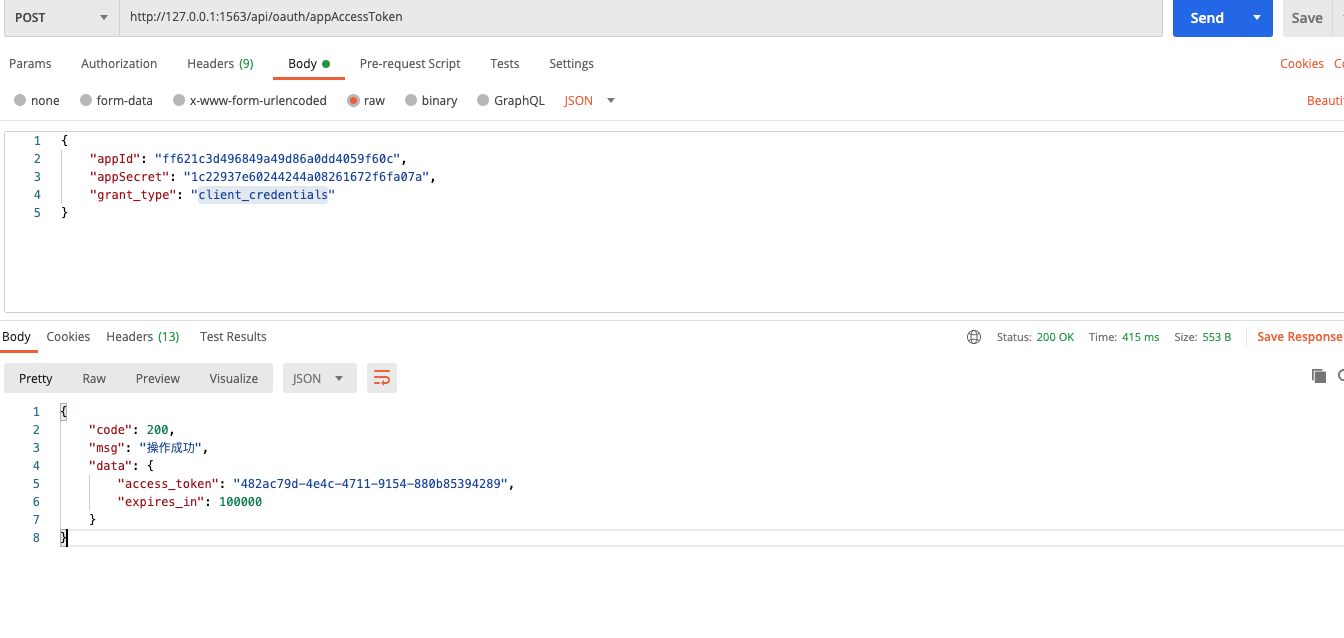 POST http://127.0.0.1:1563/api/oauth/appAccessToken Send Save
Params Authorization Headers (9) Body Pre-request Script Tests Settings Cookies
none form-data x-www-form-urlencoded raw binary GraphQL JSON Beauti
1 {
2 "appId": "ff621c3d496849a49d86a0dd4059f60c",
3 "appSecret": "1c22937e60244244a08261672f6fa07a",
4 "grant_type": "client_credentials"
5 }
Body Cookies Headers (13) Test Results Status: 200 OK Time: 415 ms Size: 553 B Save Response
Pretty Raw Preview Visualize JSON
1 {
2 "code": 200,
3 "msg": "操作成功",
4 "data": {
5 "access_token": "482ac79d-4e4c-4711-9154-880b85394289",
6 "expires_in": 100000
7 }
8 }